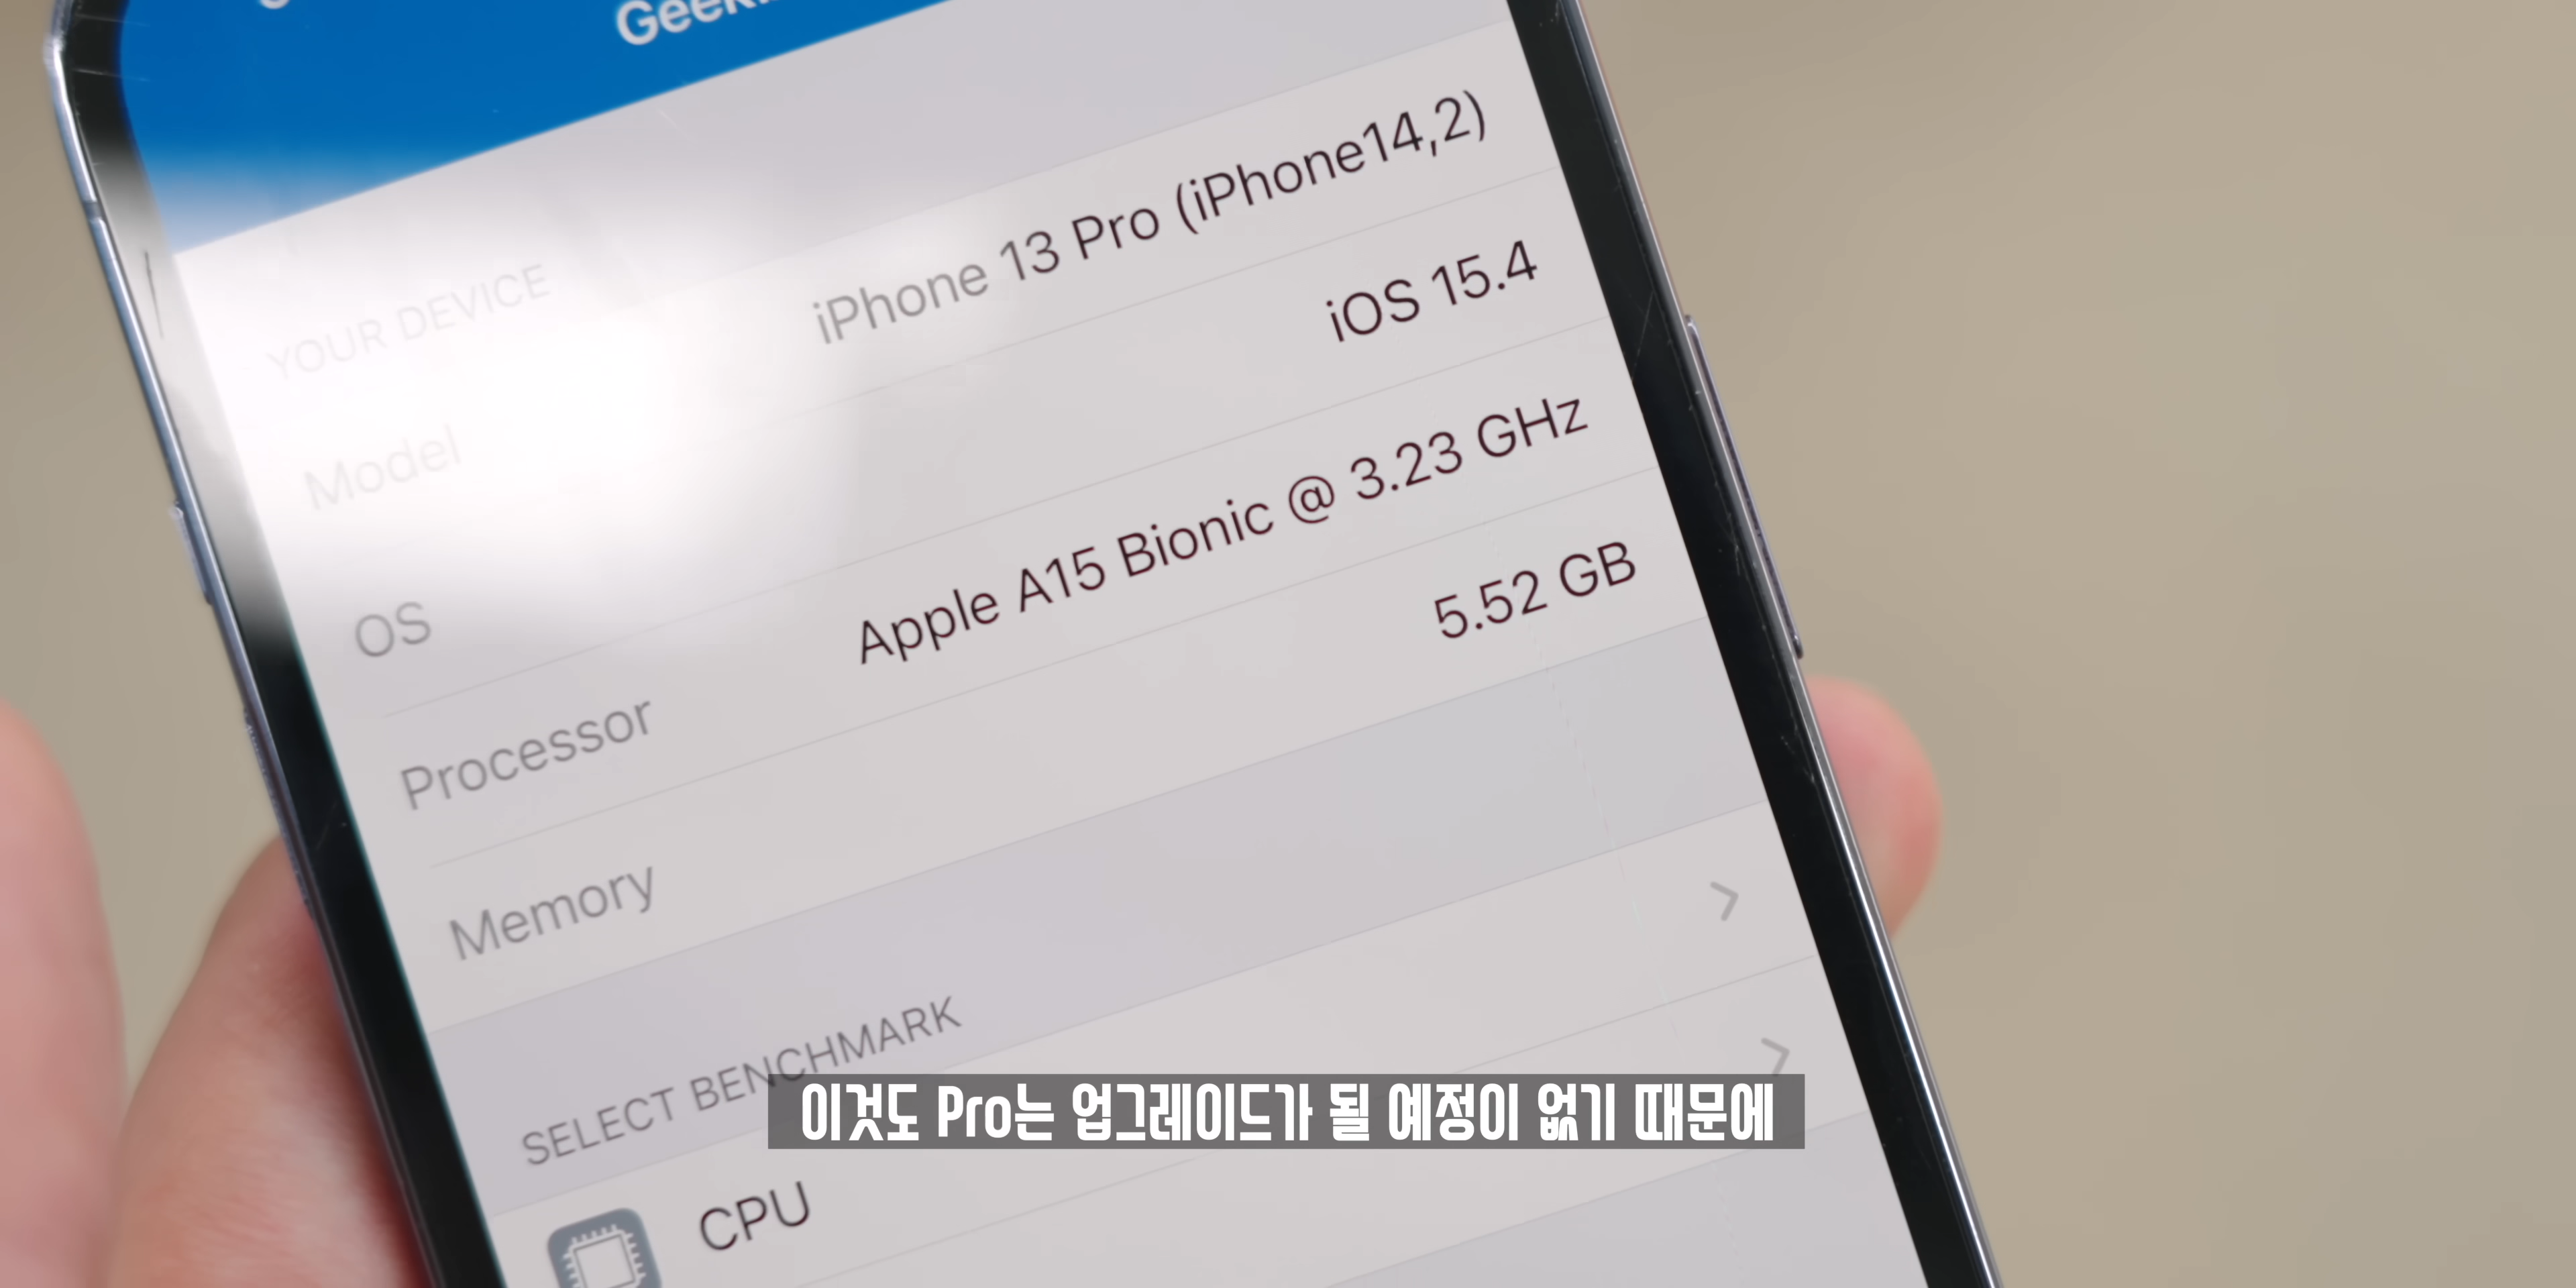 YOUR DEVICE
Model iPhone 13 Pro (iPhone14,2)
OS iOS 15.4
Processor Apple A15 Bionic @ 3.23 GHz
Memory 5.52 GB
SELECT BENCHMARK
CPU
이것도 Pro는 업그레이드가 될 예정이 없기 때문에